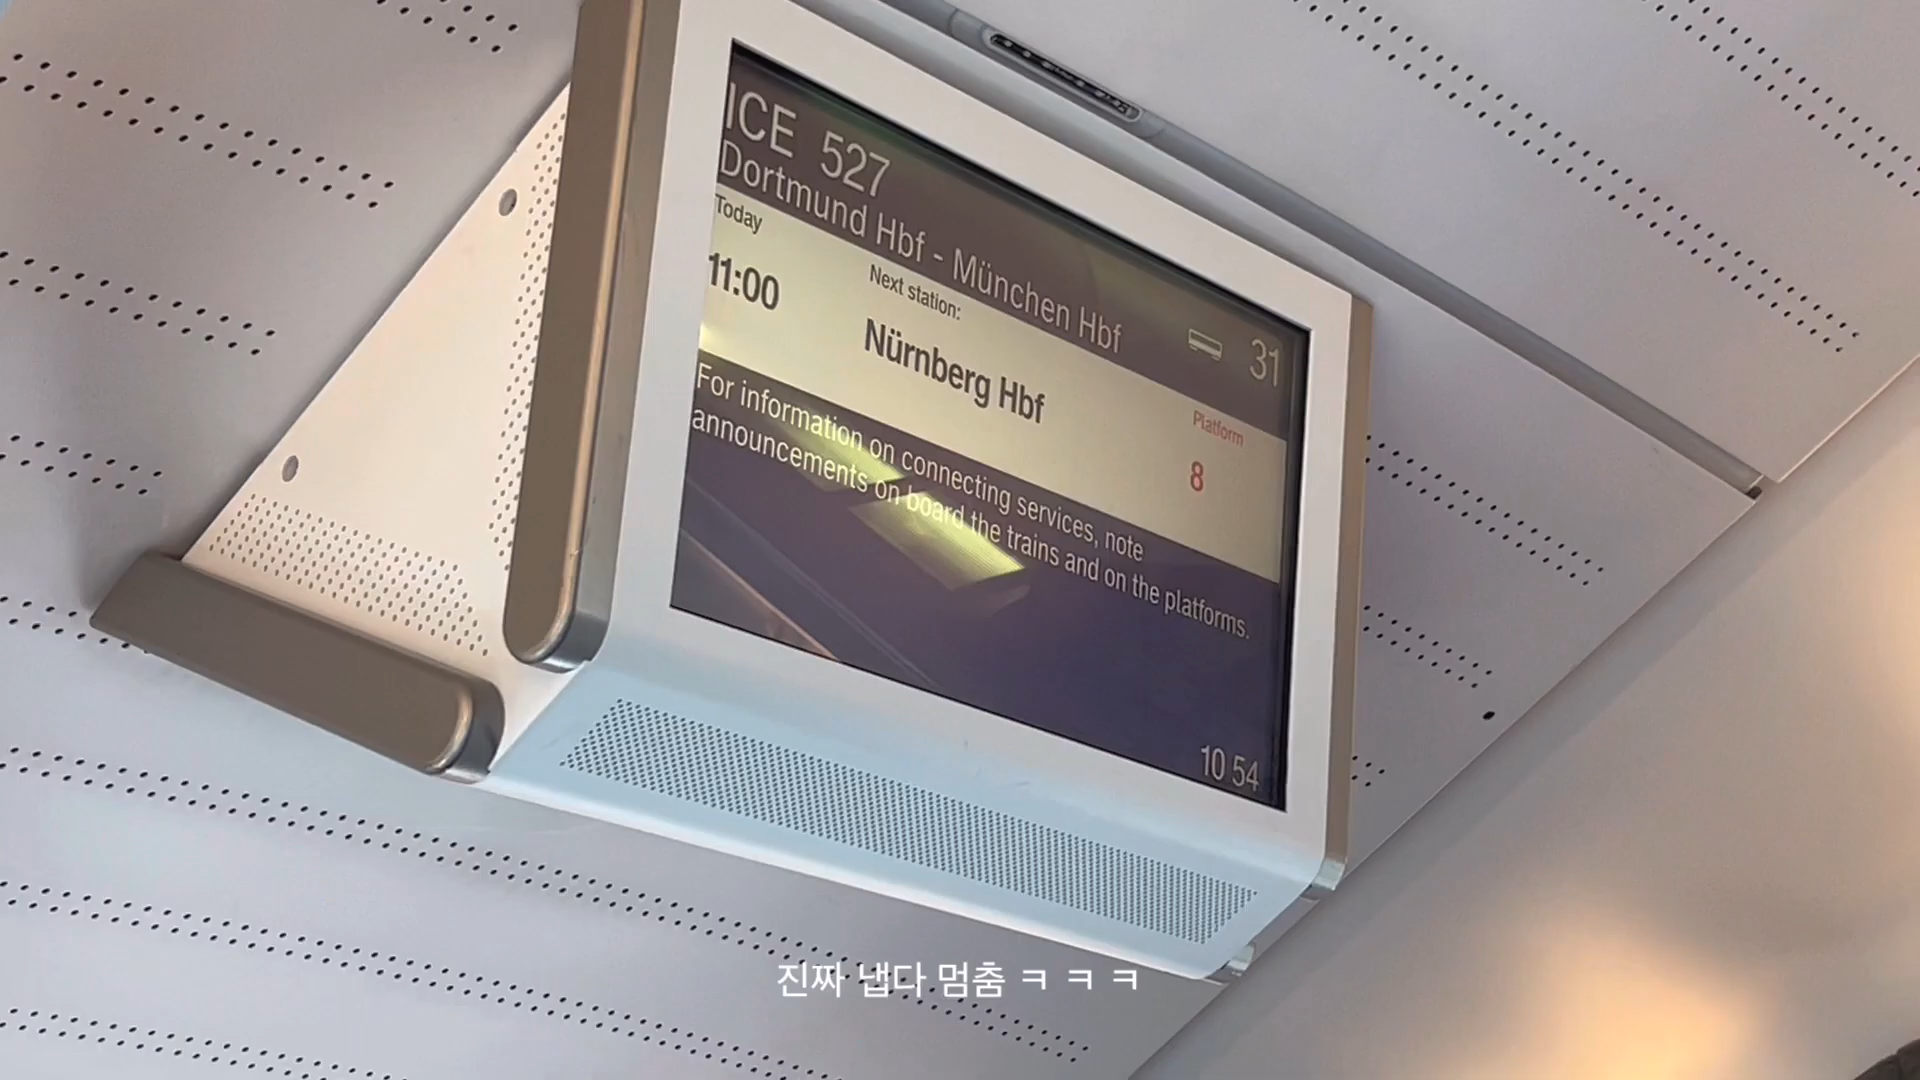 ICE 527
31
Dortmund Hbf - München Hbf
Today
Next station:
11:00
Nürnberg Hbf
Platform
8
For information on connecting services, note
announcements on board the trains and on the platforms.
10 54
진짜 냅다 멈춤 ㅋ ㅋ ㅋ